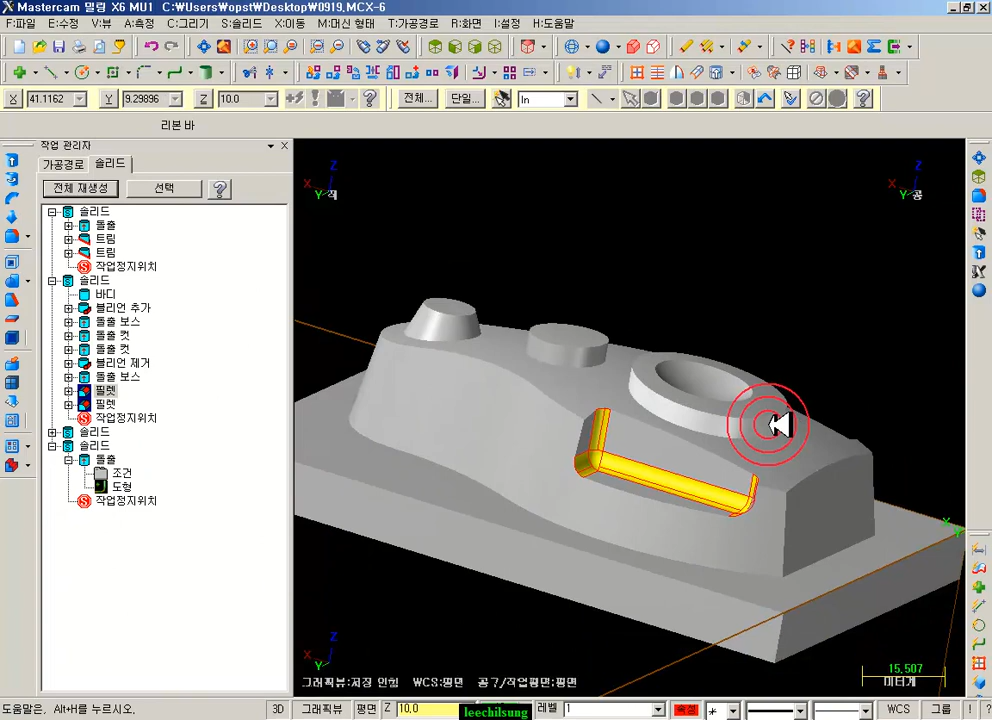 Mastercam 밀링 X6 MU1 C:₩Users₩opst₩Desktop₩0919,MCX-6
F:파일 E:수정 V:뷰 A:측정 C:그리기 S:솔리드 X:이동 M:머신 형태 T:가공경로 R:화면 I:설정 H:도움말
X 41.1162 Y 9.29896 Z 10.0 전체... 단일... In
리본 바
작업 관리자
가공경로 솔리드
전체 재생성 선택
솔리드
돌출
트림
트림
작업정지위치
솔리드
바디
불리언 추가
돌출 보스
돌출 컷
돌출 컷
불리언 제거
돌출 보스
필렛
필렛
작업정지위치
솔리드
솔리드
돌출
조건
도형
작업정지위치
Z
X
Y
Z
X
Y
공
X
Y
Z
X
Y
Z
15,507
미터계
그래픽뷰:저장 안됨 WCS:평면 공구/작업평면:평면
도움말은, Alt+H를 누르시오. 3D 그래픽뷰 평면 Z 10,0 레벨 1 속성 WCS 그룹 ! ?
leechilsung